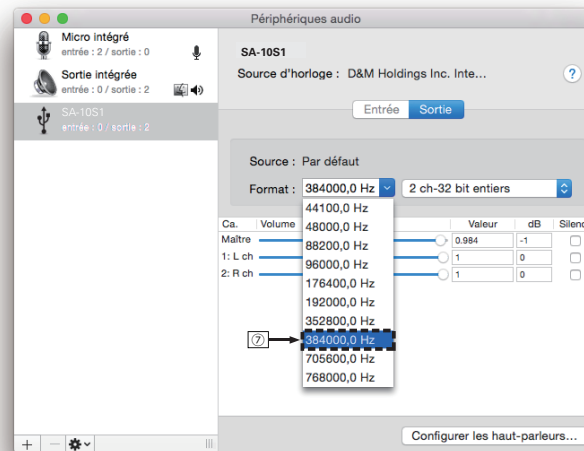 Périphériques audio
Micro intégré
entrée : 2 / sortie : 0
Sortie intégrée
entrée : 0 / sortie : 2
SA-10S1
entrée : 0 / sortie : 2
SA-10S1
Source d'horloge : D&M Holdings Inc. Inte...
?
Entrée
Sortie
Source : Par défaut
Format : 384000,0 Hz 2 ch-32 bit entiers
44100,0 Hz
48000,0 Hz
88200,0 Hz
96000,0 Hz
176400,0 Hz
192000,0 Hz
352800,0 Hz
⑦ 384000,0 Hz
705600,0 Hz
768000,0 Hz
Ca. Volume Valeur dB Silenc
Maître 0.984 -1
1: L ch 1 0
2: R ch 1 0
Configurer les haut-parleurs...